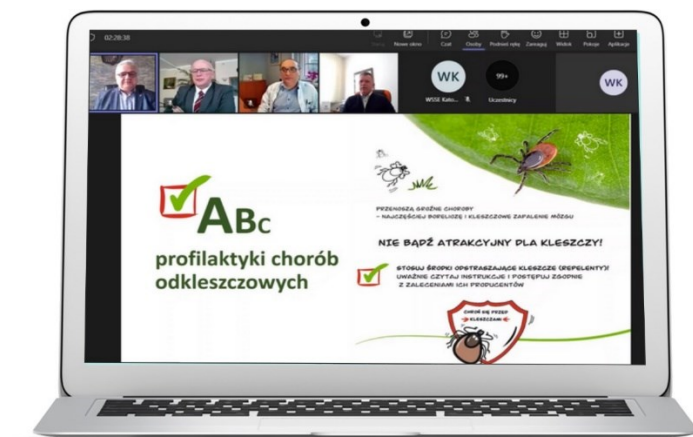 02:28:38
Nowe okno Czat Osoby Podnieś rękę Zareaguj Widok Pokoje Aplikacje
WK 99+ WK
WSSE Kato... Uczestnicy
ABC
profilaktyki chorób
odkleszczowych
PRZENOSZĄ GROŹNE CHOROBY
- NAJCZĘŚCIEJ BORELIOZĘ I KLESZCZOWE ZAPALENIE MÓZGU
NIE BĄDŹ ATRAKCYJNY DLA KLESZCZY!
STOSUJ ŚRODKI ODSTRASZAJĄCE KLESZCZE (REPELENTY)!
UWAŻNIE CZYTAJ INSTRUKCJE I POSTĘPUJ ZGODNIE
Z ZALECENIAMI ICH PRODUCENTÓW
CHROŃ SIĘ PRZED
KLESZCZAMI